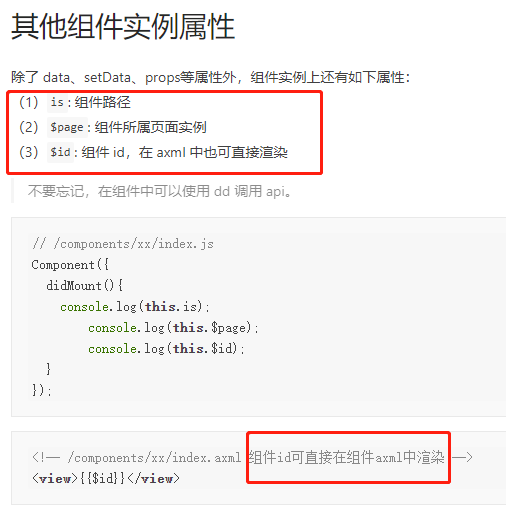 其他组件实例属性
除了 data、setData、props等属性外，组件实例上还有如下属性：
（1） is : 组件路径
（2） $page : 组件所属页面实例
（3） $id : 组件 id，在 axml 中也可直接渲染
不要忘记，在组件中可以使用 dd 调用 api。
// /components/xx/index.js
Component({
  didMount(){
    console.log(this.is);
        console.log(this.$page);
        console.log(this.$id);
  }
});
<!-- /components/xx/index.axml 组件id可直接在组件axml中渲染 -->
<view>{{$id}}</view>